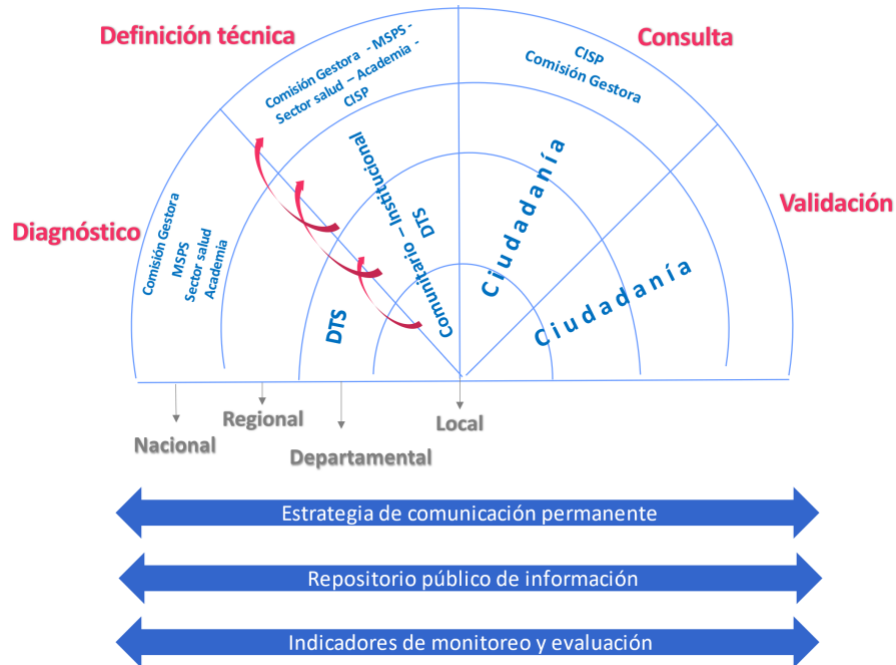 Definición técnica
Consulta
Comisión Gestora - MSPS -
Sector salud – Academia -
CISP
CISP
Comisión Gestora
Diagnóstico
Validación
Comisión Gestora
MSPS
Sector salud
Academia
DTS
Comunitario – Institucional
DTS
Ciudadanía
Ciudadanía
Nacional
Regional
Departamental
Local
Estrategia de comunicación permanente
Repositorio público de información
Indicadores de monitoreo y evaluación